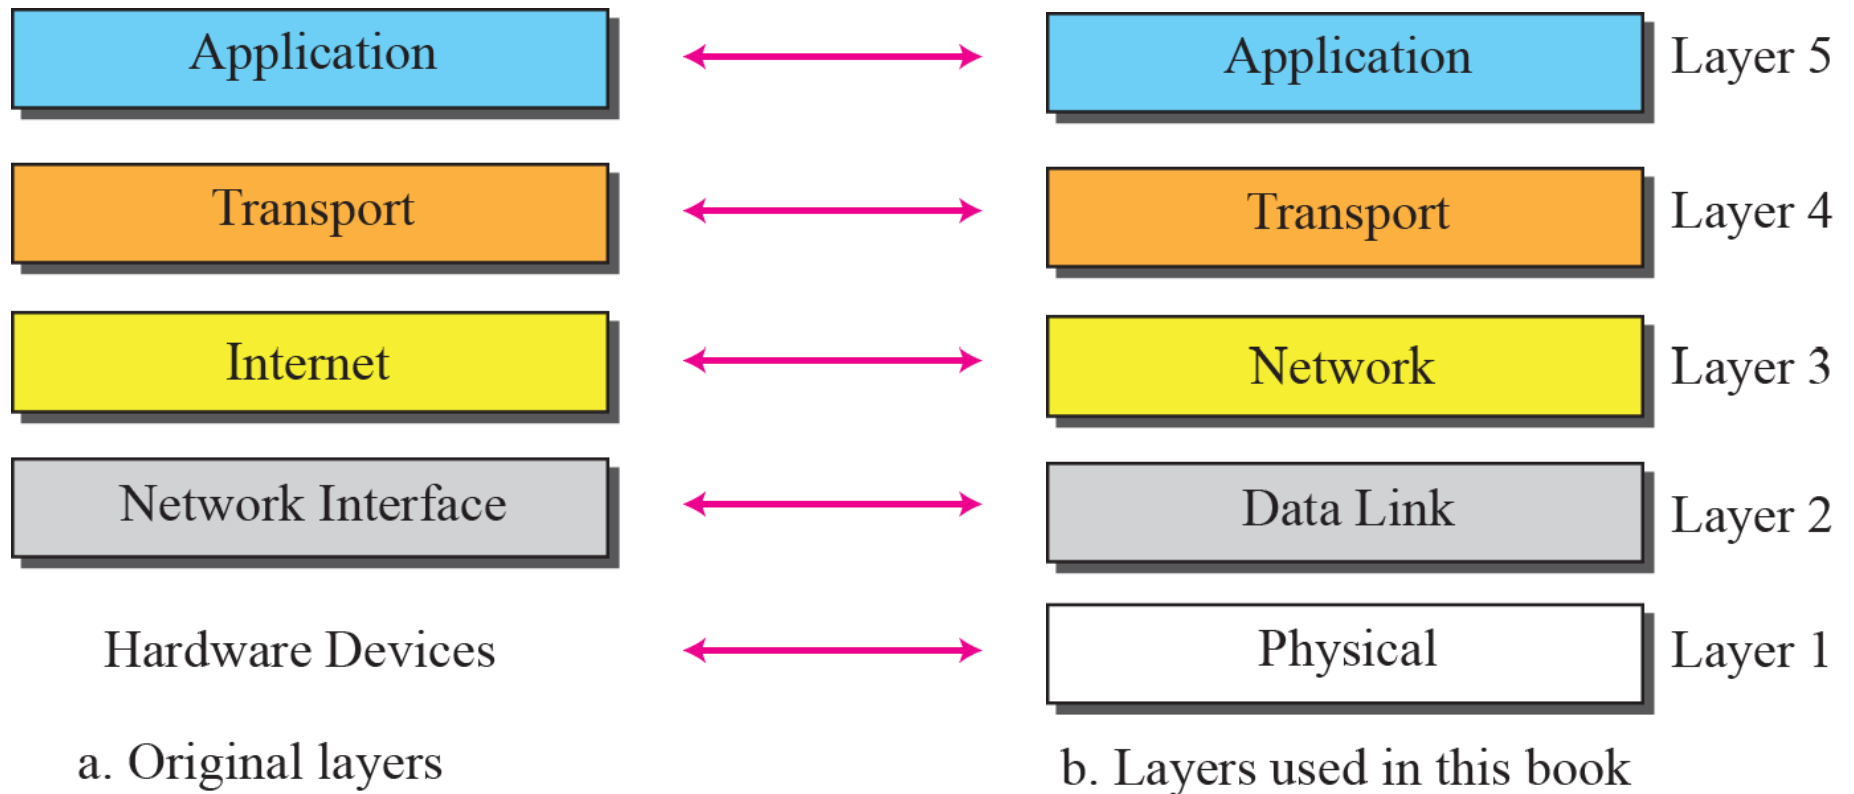 Application
Application Layer 5
Transport
Transport Layer 4
Internet
Network Layer 3
Network Interface
Data Link Layer 2
Hardware Devices
Physical Layer 1
a. Original layers
b. Layers used in this book